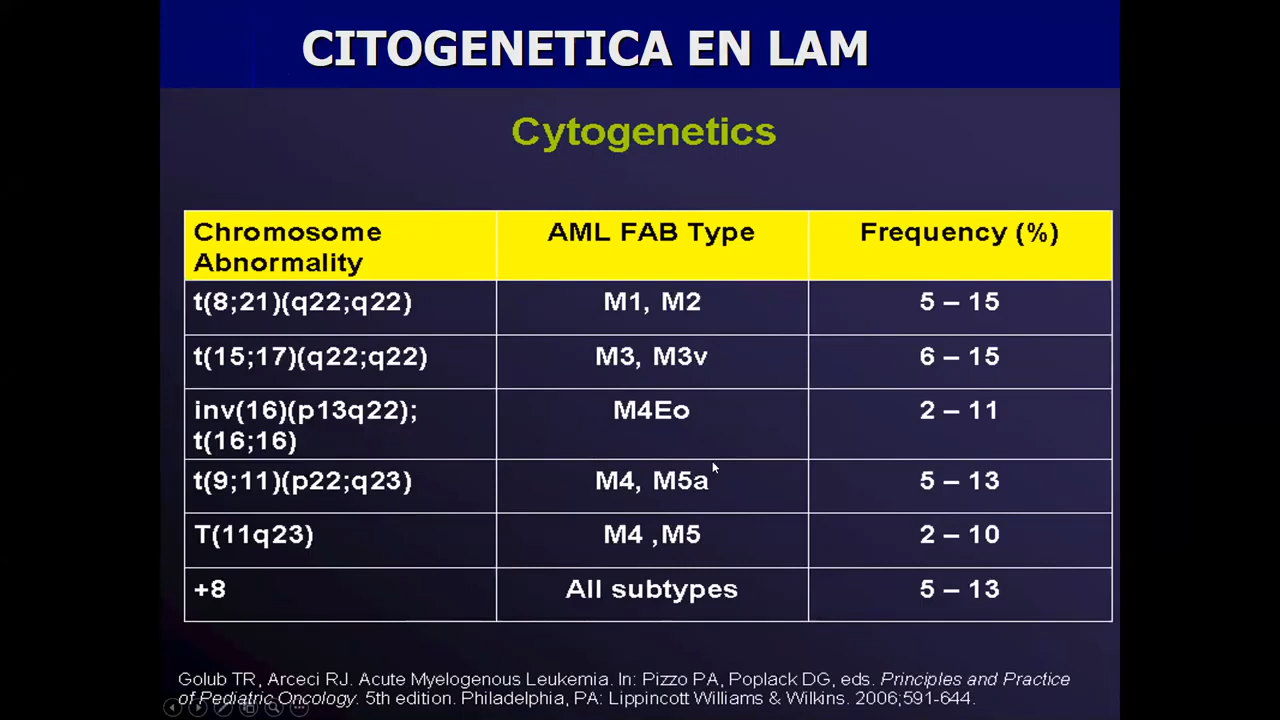 CITOGENETICA EN LAM
Cytogenetics
Chromosome Abnormality AML FAB Type Frequency (%)
t(8;21)(q22;q22) M1, M2 5 – 15
t(15;17)(q22;q22) M3, M3v 6 – 15
inv(16)(p13q22); t(16;16) M4Eo 2 – 11
t(9;11)(p22;q23) M4, M5a 5 – 13
T(11q23) M4 ,M5 2 – 10
+8 All subtypes 5 – 13
Golub TR, Arceci RJ. Acute Myelogenous Leukemia. In: Pizzo PA, Poplack DG, eds. Principles and Practice
of Pediatric Oncology. 5th edition. Philadelphia, PA: Lippincott Williams & Wilkins. 2006;591-644.